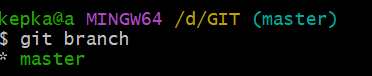 kepka@a MINGW64 /d/GIT (master)
$ git branch
* master